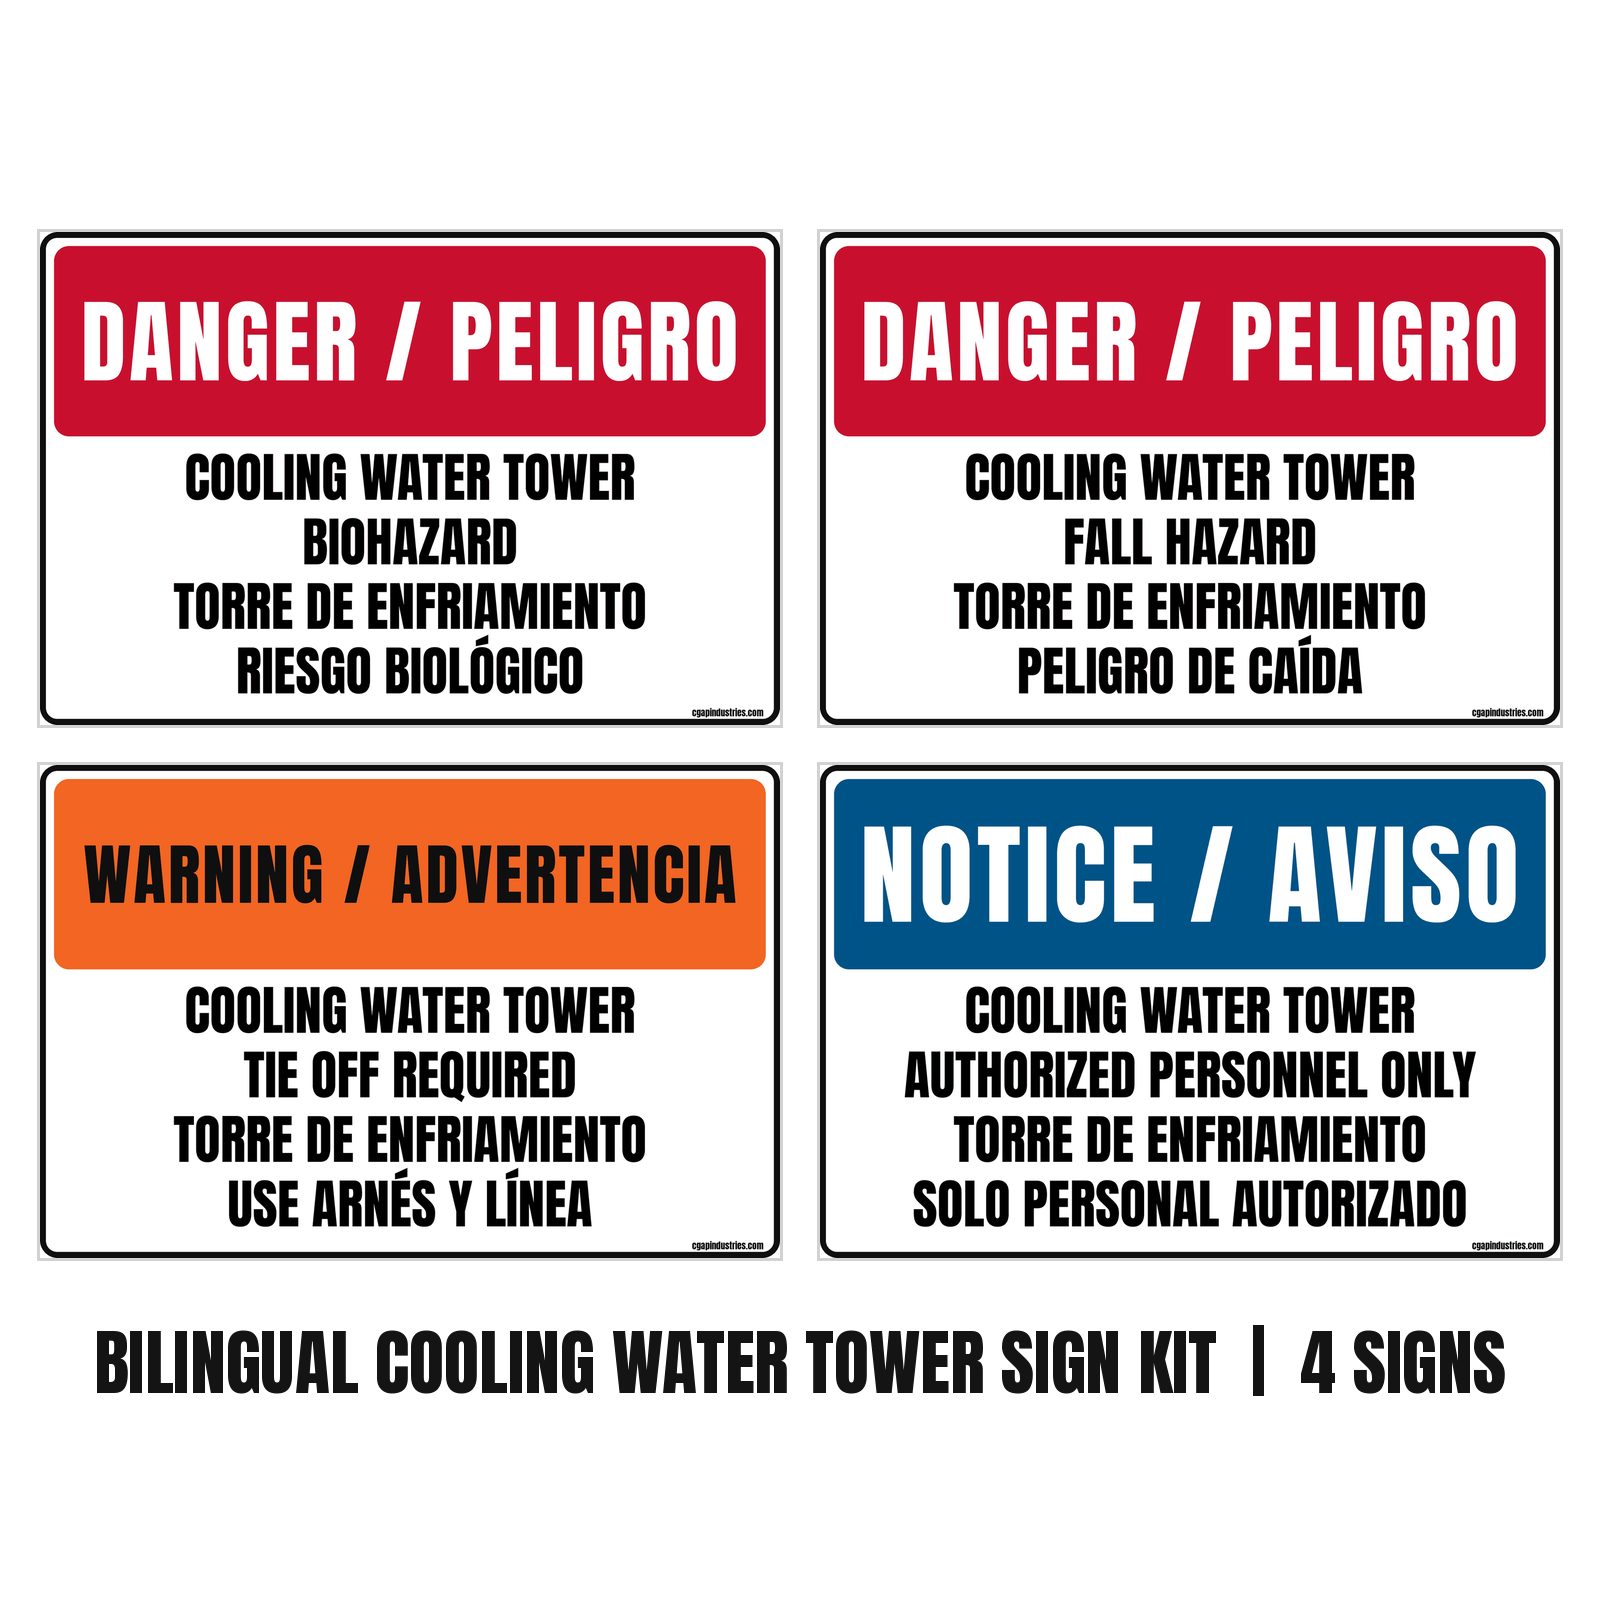 DANGER / PELIGRO
COOLING WATER TOWER
BIOHAZARD
TORRE DE ENFRIAMIENTO
RIESGO BIOLÓGICO
cgapindustries.com
DANGER / PELIGRO
COOLING WATER TOWER
FALL HAZARD
TORRE DE ENFRIAMIENTO
PELIGRO DE CAÍDA
cgapindustries.com
WARNING / ADVERTENCIA
COOLING WATER TOWER
TIE OFF REQUIRED
TORRE DE ENFRIAMIENTO
USE ARNÉS Y LÍNEA
cgapindustries.com
NOTICE / AVISO
COOLING WATER TOWER
AUTHORIZED PERSONNEL ONLY
TORRE DE ENFRIAMIENTO
SOLO PERSONAL AUTORIZADO
cgapindustries.com
BILINGUAL COOLING WATER TOWER SIGN KIT | 4 SIGNS